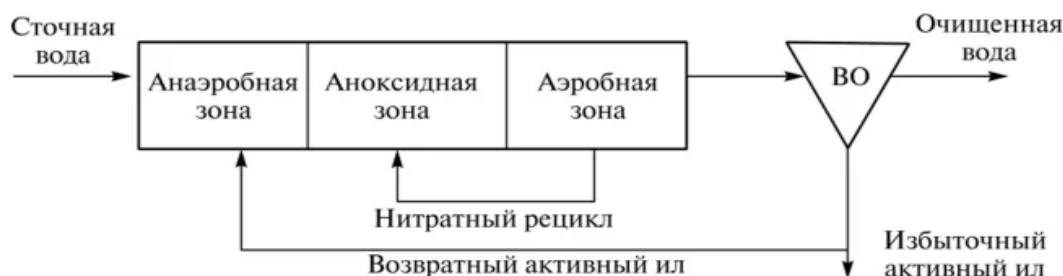 Сточная
вода
Анаэробная
зона
Аноксидная
зона
Аэробная
зона
ВО
Очищенная
вода
Нитратный рецикл
Возвратный активный ил
Избыточный
активный ил